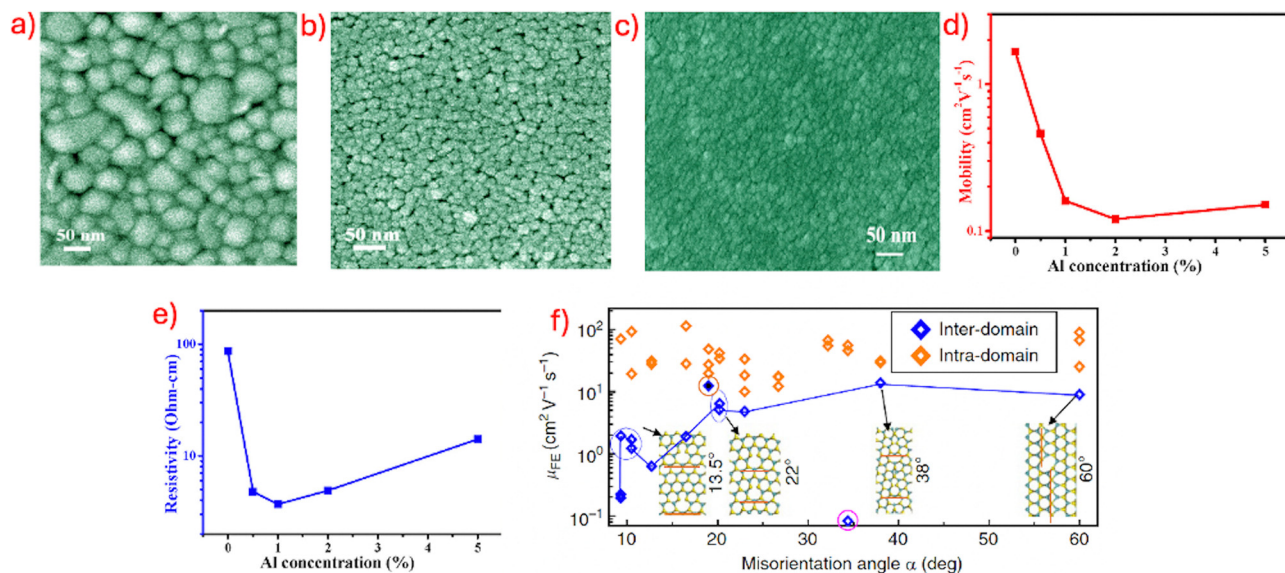 a)
50 nm
b)
50 nm
c)
50 nm
d)
Mobility (cm²V⁻¹s⁻¹)
1
0.1
0 1 2 3 4 5
Al concentration (%)
e)
Resistivity (Ohm-cm)
100
10
0 1 2 3 4 5
Al concentration (%)
f)
μFE (cm² V⁻¹ s⁻¹)
10²
10¹
10⁰
10⁻¹
Inter-domain
Intra-domain
13.5°
22°
38°
60°
10 20 30 40 50 60
Misorientation angle α (deg)